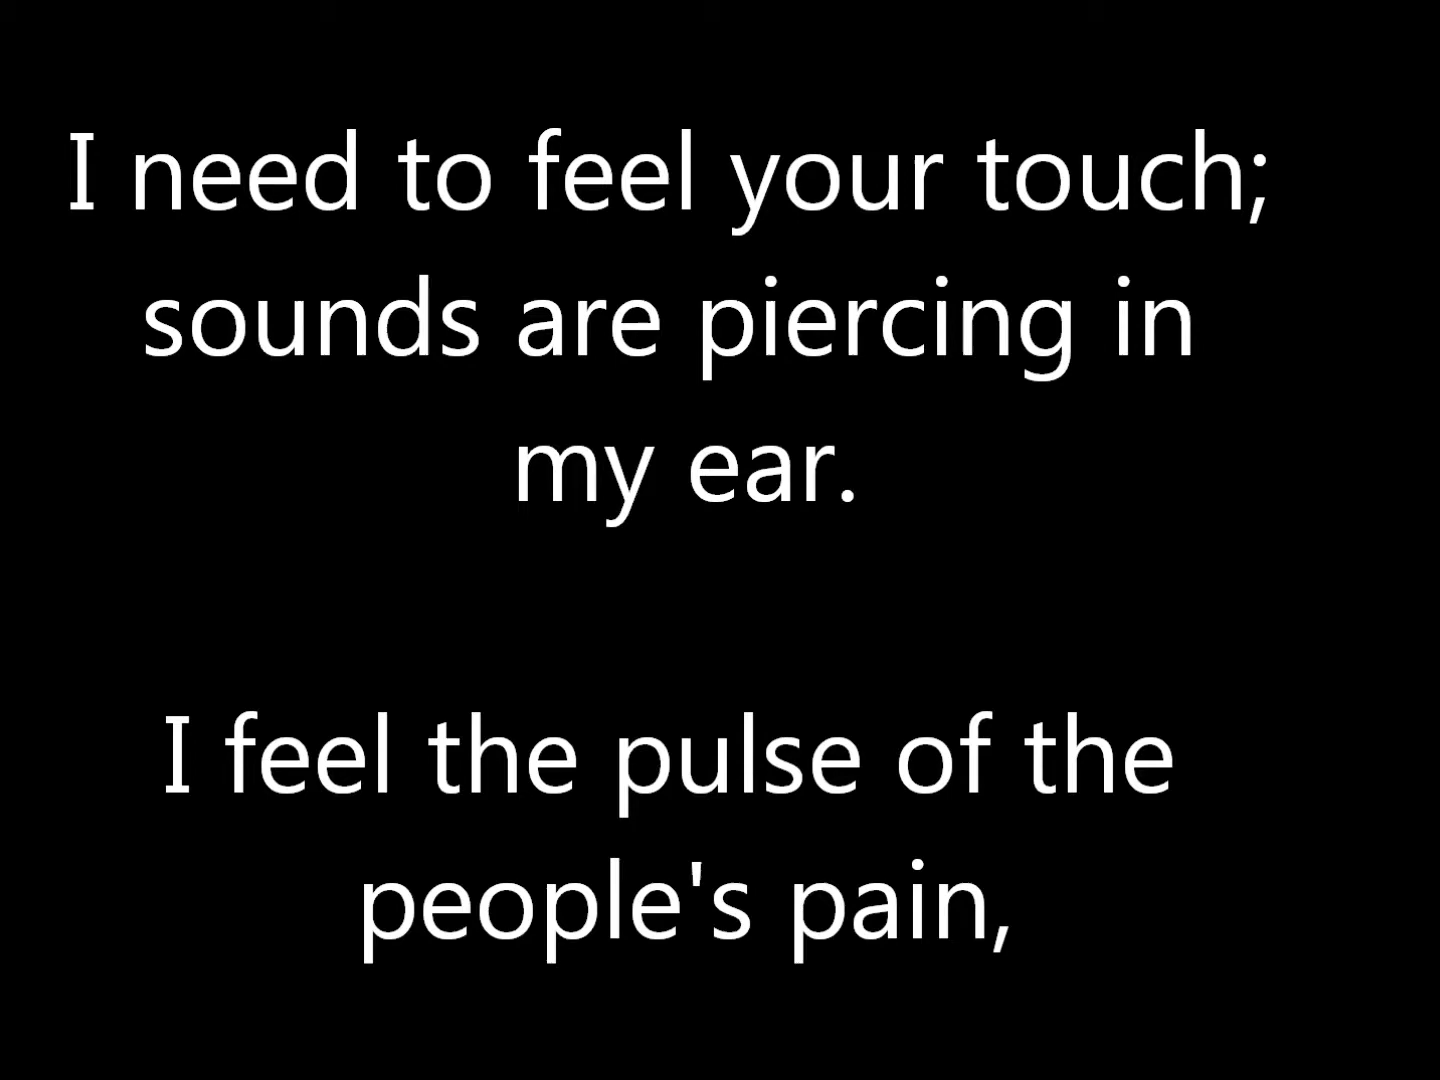 I need to feel your touch;
sounds are piercing in
my ear.
I feel the pulse of the
people's pain,